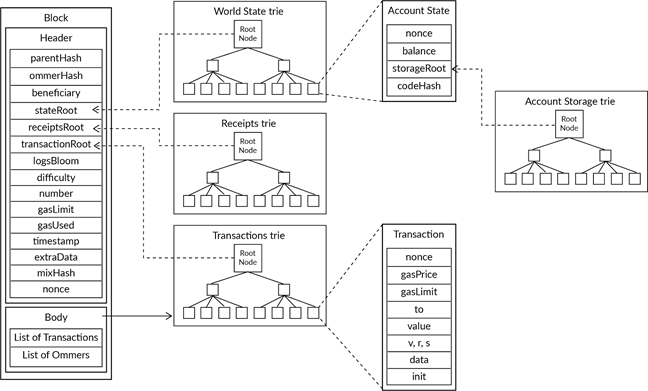 Block
Header
parentHash
ommerHash
beneficiary
stateRoot
receiptsRoot
transactionRoot
logsBloom
difficulty
number
gasLimit
gasUsed
timestamp
extraData
mixHash
nonce
Body
List of Transactions
List of Ommers
World State trie
Root
Node
Receipts trie
Root
Node
Transactions trie
Root
Node
Account State
nonce
balance
storageRoot
codeHash
Account Storage trie
Root
Node
Transaction
nonce
gasPrice
gasLimit
to
value
v, r, s
data
init